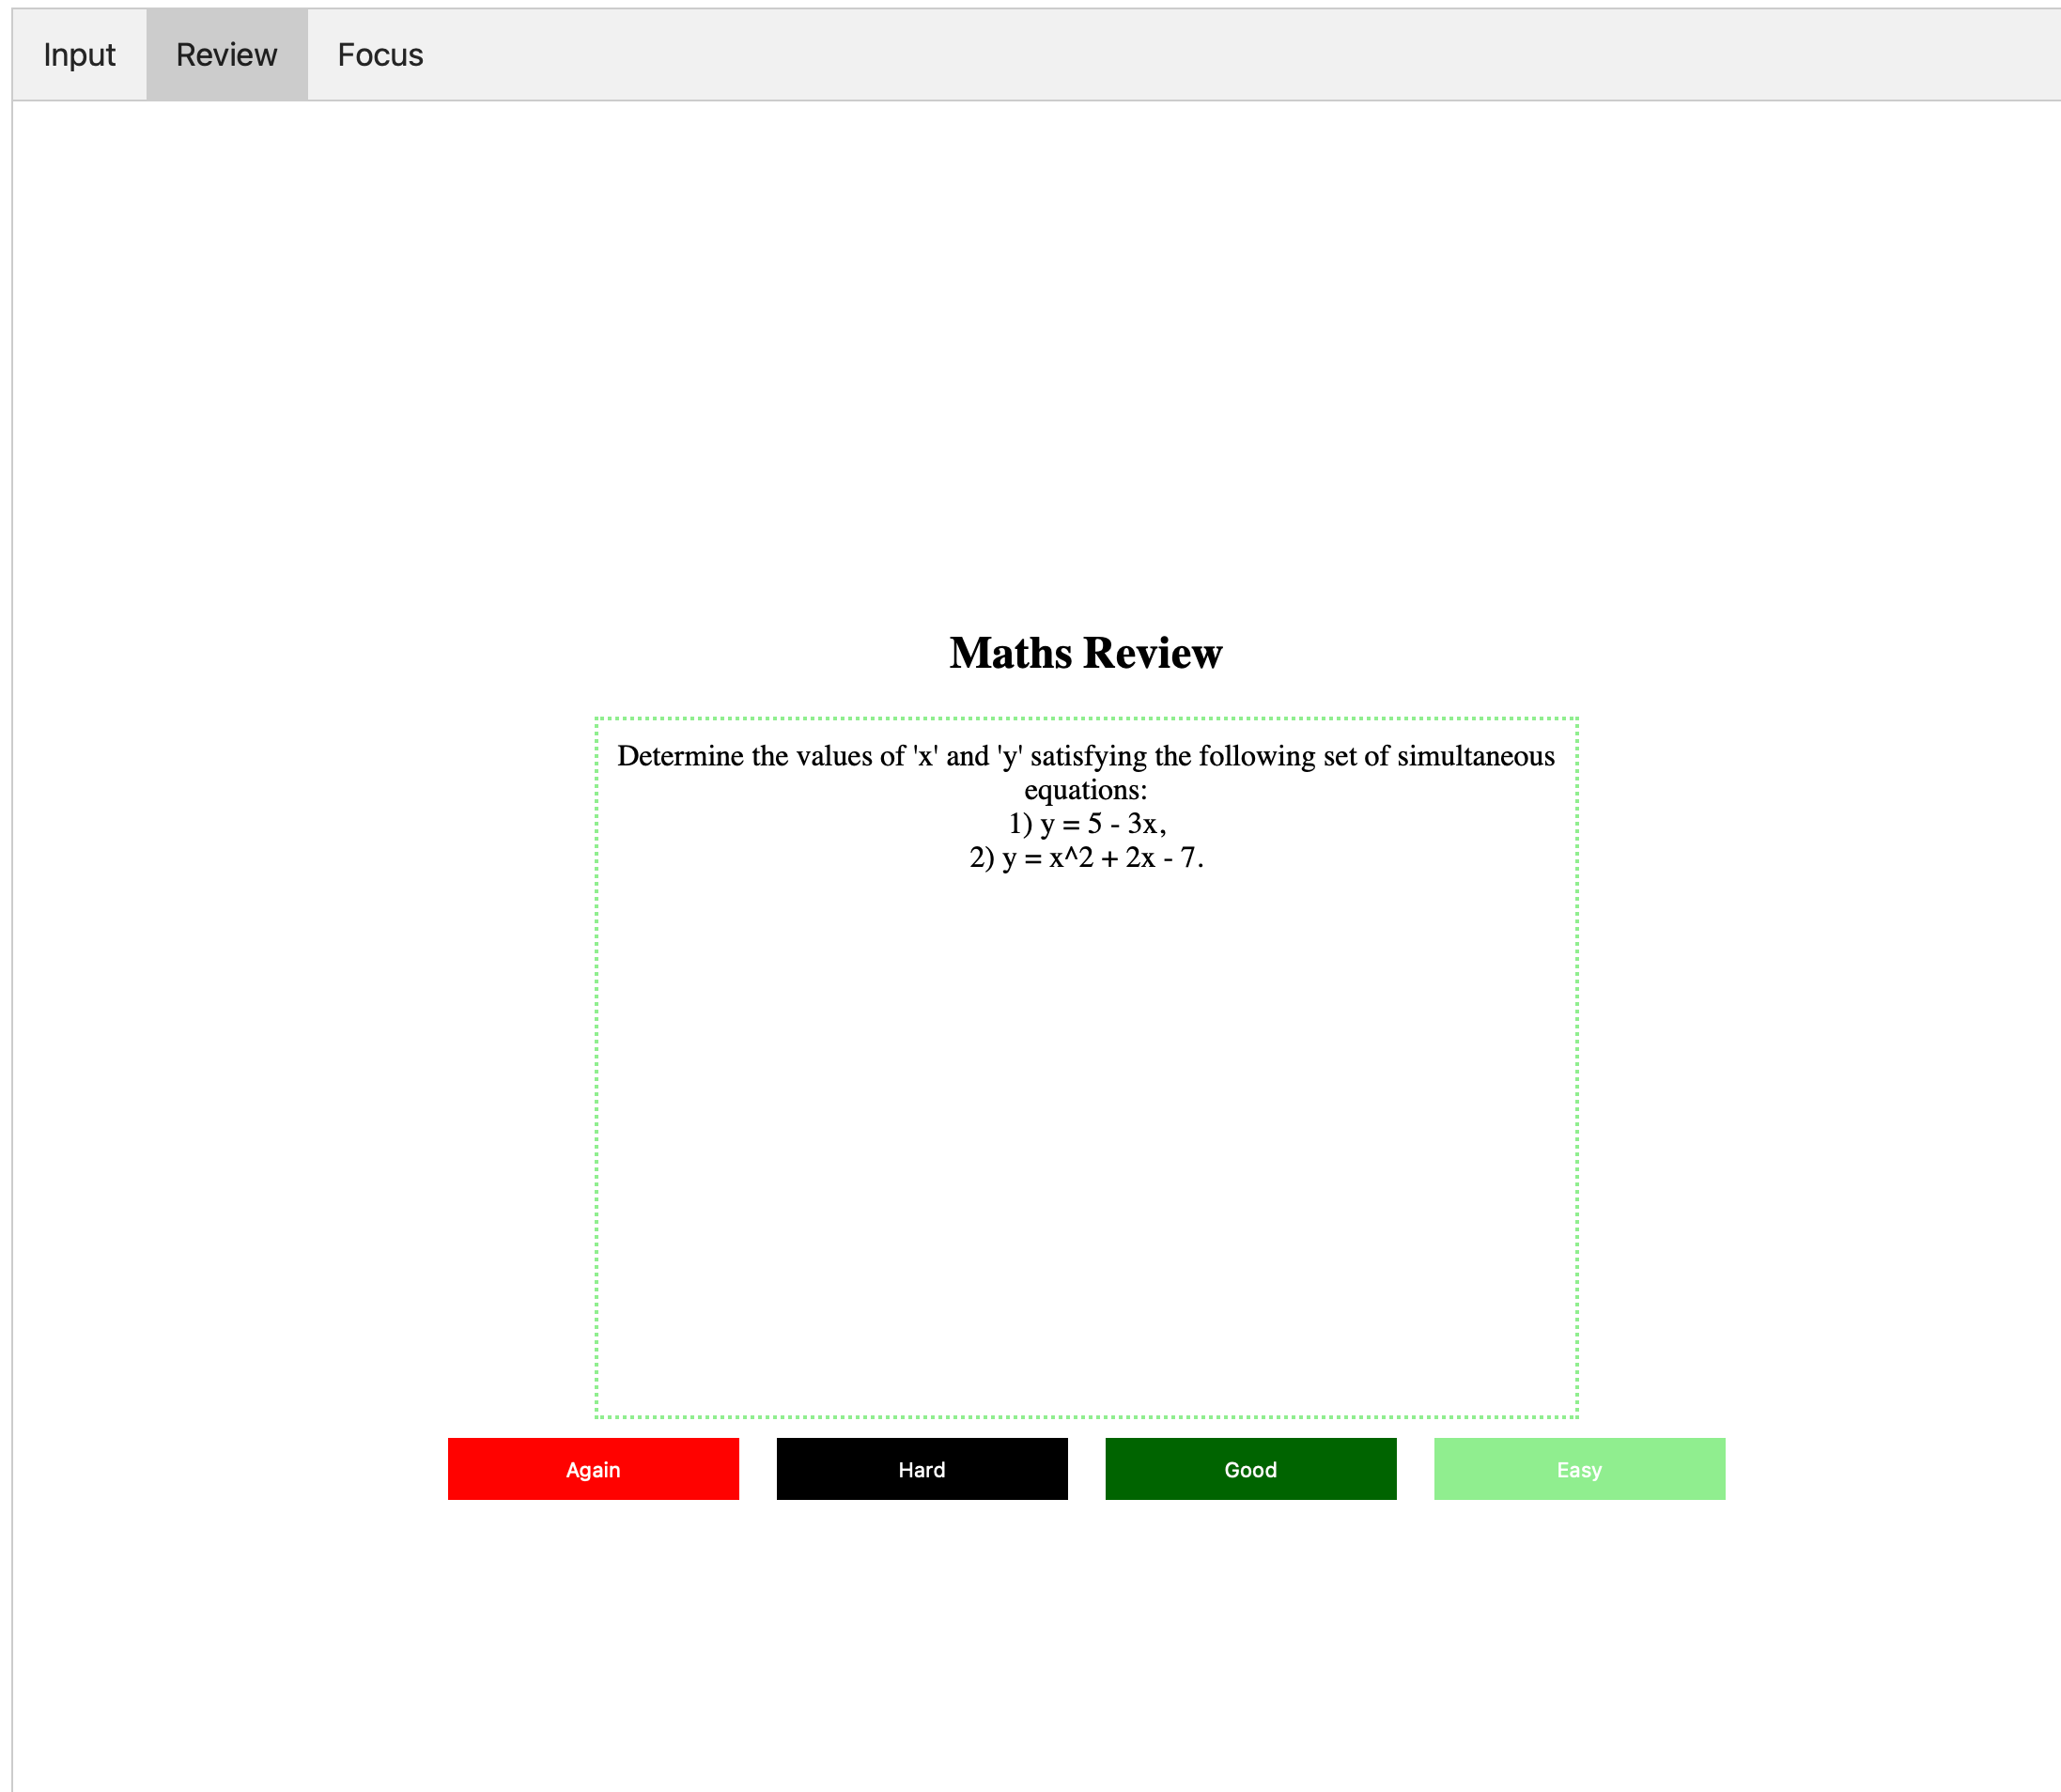 Input Review Focus
Maths Review
Determine the values of 'x' and 'y' satisfying the following set of simultaneous
equations:
1) y = 5 - 3x,
2) y = x^2 + 2x - 7.
Again Hard Good Easy